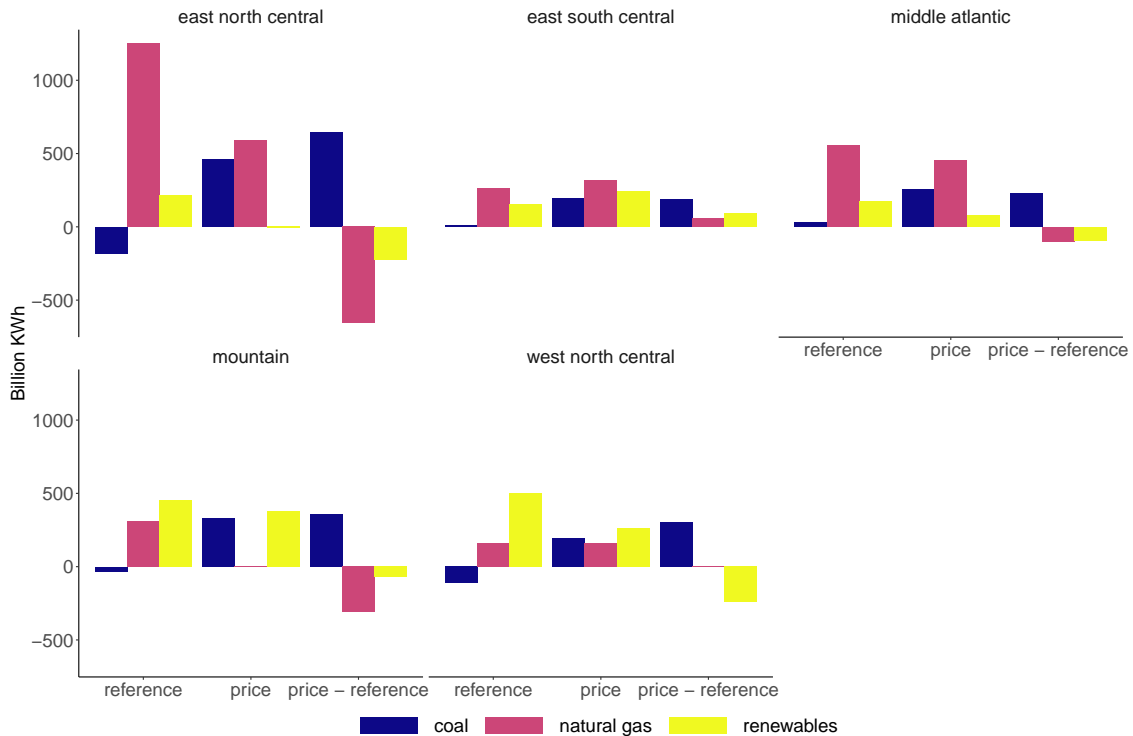 east north central east south central middle atlantic
1000
500
0
−500
reference price price − reference
Billion KWh
mountain west north central
1000
500
0
−500
reference price price − reference reference price price − reference
coal natural gas renewables